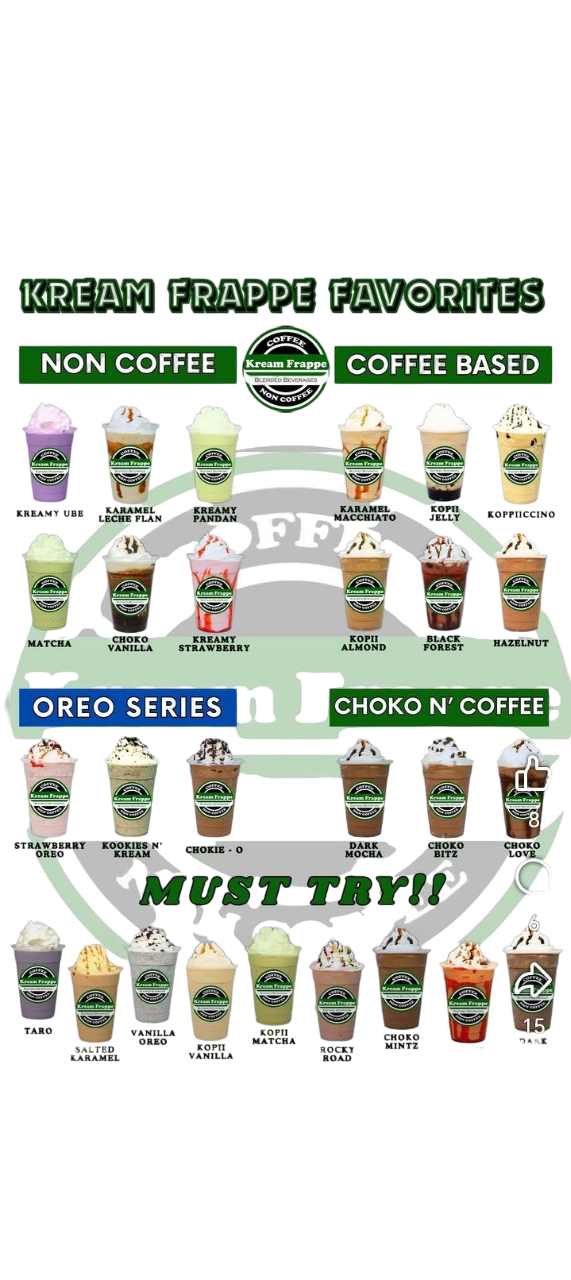 KREAM FRAPPE FAVORITES
NON COFFEE
COFFEE
Kream Frappe
BLENDED BEVERAGES
NON COFFEE
COFFEE BASED
KREAMY UBE
KARAMEL
LECHE FLAN
KREAMY
PANDAN
KARAMEL
MACCHIATO
KOPII
JELLY
KOPPIICCINO
MATCHA
CHOKO
VANILLA
KREAMY
STRAWBERRY
KOPII
ALMOND
BLACK
FOREST
HAZELNUT
OREO SERIES
CHOKO N' COFFEE
STRAWBERRY
OREO
KOOKIES N'
KREAM
CHOKIE - O
DARK
MOCHA
CHOKO
BITZ
CHOKO
LOVE
8
MUST TRY!!
6
TARO
SALTED
KARAMEL
VANILLA
OREO
KOPII
VANILLA
KOPII
MATCHA
ROCKY
ROAD
CHOKO
MINTZ
15
DARK